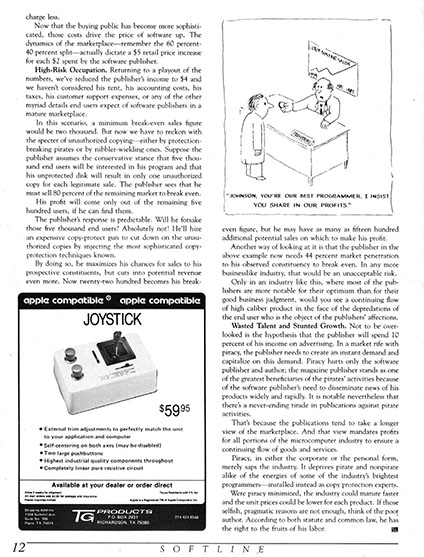 charge less.
Now that the buying public has become more sophisti-
cated, those costs drive the price of software up. The
dynamics of the marketplace—remember the 60 percent-
40 percent split—actually dictate a $5 retail price increase
for each $2 spent by the software publisher.
High-Risk Occupation. Returning to a playout of the
numbers, we've reduced the publisher's income to $4 and
we haven't considered his rent, his accounting costs, his
taxes, his customer support expenses, or any of the other
myriad details end users expect of software publishers in a
mature marketplace.
In this scenario, a minimum break-even sales figure
would be two thousand. But now we have to reckon with
the specter of unauthorized copying—either by protection-
breaking pirates or by nibbler-wielding ones. Suppose the
publisher assumes the conservative stance that five thou-
sand end users will be interested in his program and that
his unprotected disk will result in only one unauthorized
copy for each legitimate sale. The publisher sees that he
must sell 80 percent of the remaining market to break even.
His profit will come only out of the remaining five
hundred users, if he can find them.
The publisher's response is predictable. Will he forsake
those five thousand end users? Absolutely not! He'll hire
an expensive copy-protect gun to cut down on the unau-
thorized copies by injecting the most sophisticated copy-
protection techniques known.
By doing so, he maximizes his chances for sales to his
prospective constituents, but cuts into potential revenue
even more. Now twenty-two hundred becomes his break-
apple compatible apple compatible
JOYSTICK
$59.95
External trim adjustments to perfectly match the unit
to your application and computer
Self-centering on both axes (may be disabled)
Two large pushbuttons
Highest industrial quality components throughout
Completely linear pure resistive circuit
Available at your dealer or direct
TG PRODUCTS
RICHARDSON, TX 75080
"JOHNSON, YOU'RE OUR BEST PROGRAMMER, I INSIST
YOU SHARE IN OUR PROFITS."
even figure, but he may have as many as fifteen hundred
additional potential sales on which to make his profit.
Another way of looking at it is that the publisher in the
above example now needs 44 percent market penetration
to his observed constituency to break even. In any more
businesslike industry, that would be an unacceptable risk.
Only in an industry like this, where most of the pub-
lishers are more notable for their optimism than for their
good business judgment, would you see a continuing flow
of high caliber product in the face of the depredations of
the end user who is the object of the publishers' affections.
Wasted Talent and Stunted Growth. Not to be over-
looked is the hypothesis that the publisher will spend 10
percent of his income on advertising. In a market rife with
piracy, the publisher needs to create an instant demand and
capitalize on this demand. Piracy hurts only the software
publisher and author; the magazine publisher stands as one
of the greatest beneficiaries of the pirates' activities because
of the software publisher's need to disseminate news of his
products widely and rapidly. It is notable nevertheless that
there's a never-ending tirade in publications against pirate
activities.
That's because the publications tend to take a longer
view of the marketplace. And that view mandates profits
for all portions of the microcomputer industry to ensure a
continuing flow of goods and services.
Piracy, in either the corporate or the personal form,
merely saps the industry. It deprives pirate and nonpirate
alike of the energies of some of the industry's brightest
programmers—installed instead as copy protection experts.
Were piracy minimized, the industry could mature faster
and the unit prices could be lower for each product. If those
selfish, pragmatic reasons are not enough, think of the poor
author. According to both statute and common law, he has
the right to the fruits of his labor.
12 SOFTLINE